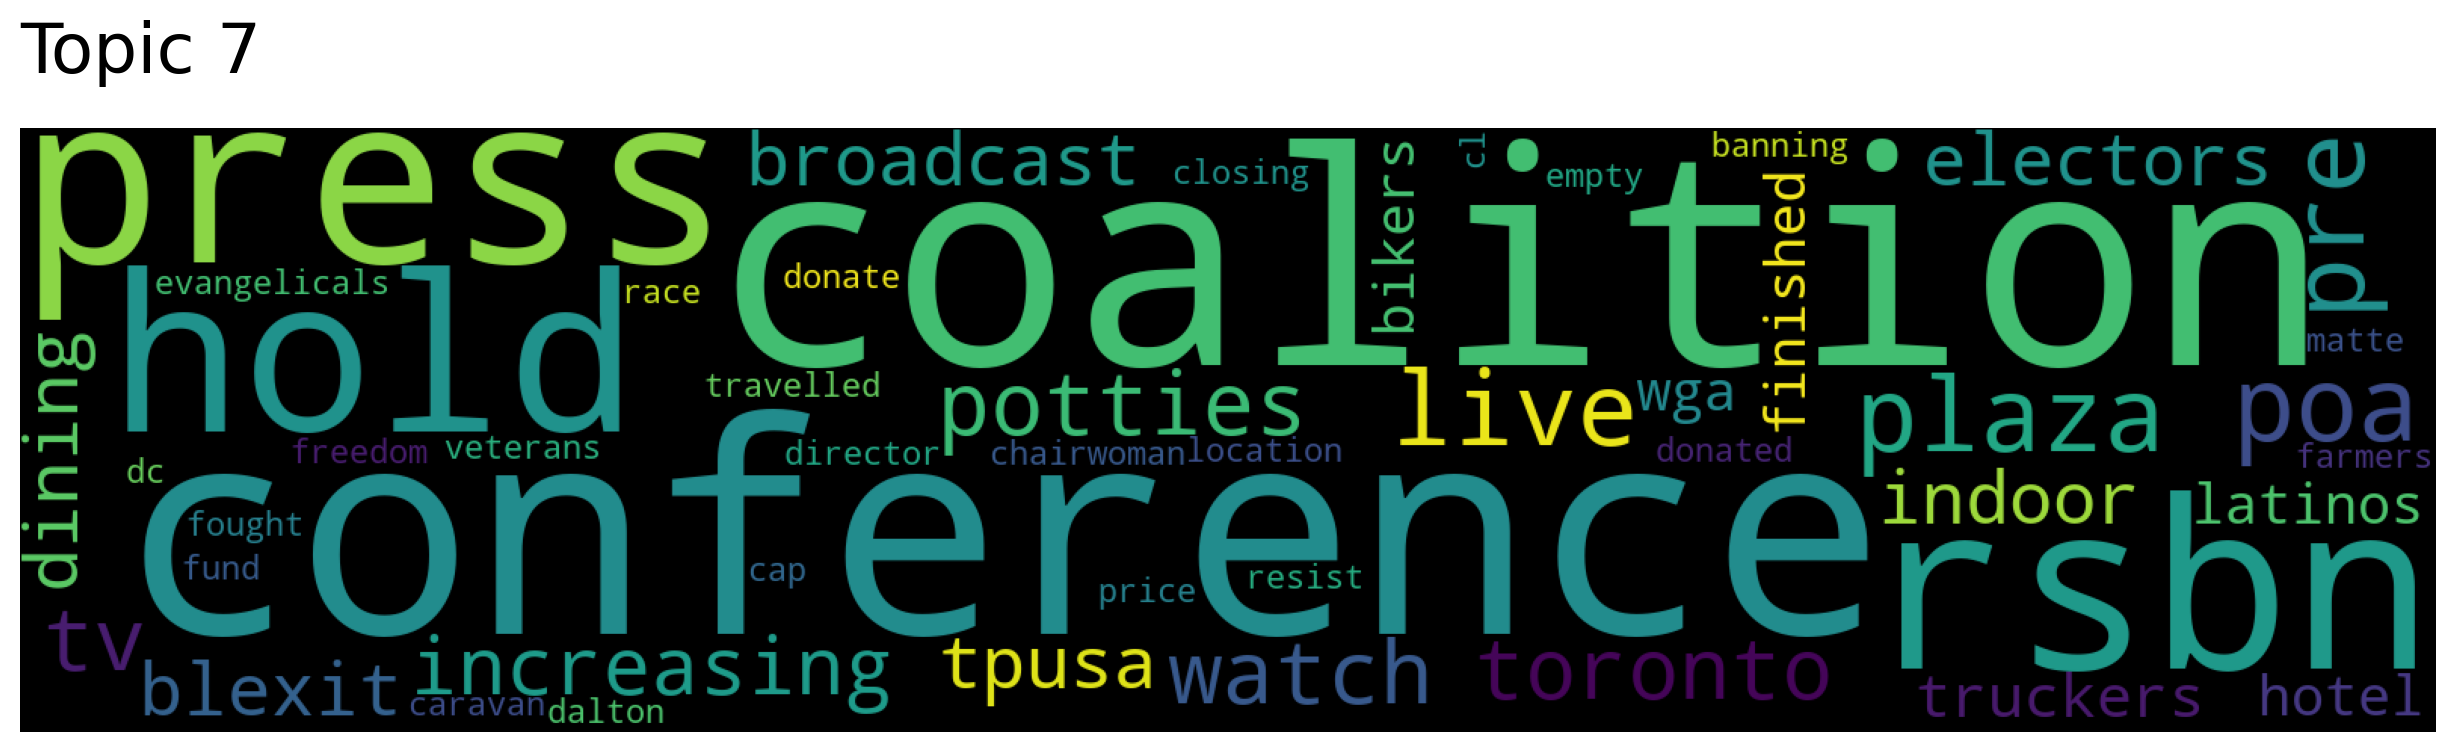 Topic 7
press
broadcast
closing
coalition
bikers
cl
empty
banning
finished
electors
pre
evangelicals
hold
race
donate
matte
dining
travelled
potties
live
wga
plaza
poa
freedom
veterans
director
chairwoman
location
donated
farmers
dc
conference
indoor
latinos
fought
fund
cap
price
resist
rsbn
tv
blexit
increasing
caravan
dalton
tpusa
watch
toronto
truckers
hotel